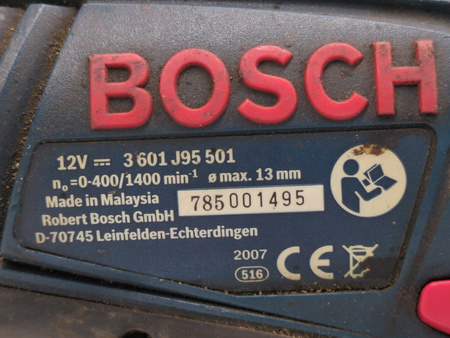 BOSCH
12V ⎓ 3 601 J95 501
n₀=0-400/1400 min⁻¹ ø max. 13 mm
Made in Malaysia 785001495
Robert Bosch GmbH
D-70745 Leinfelden-Echterdingen
2007
516 CE